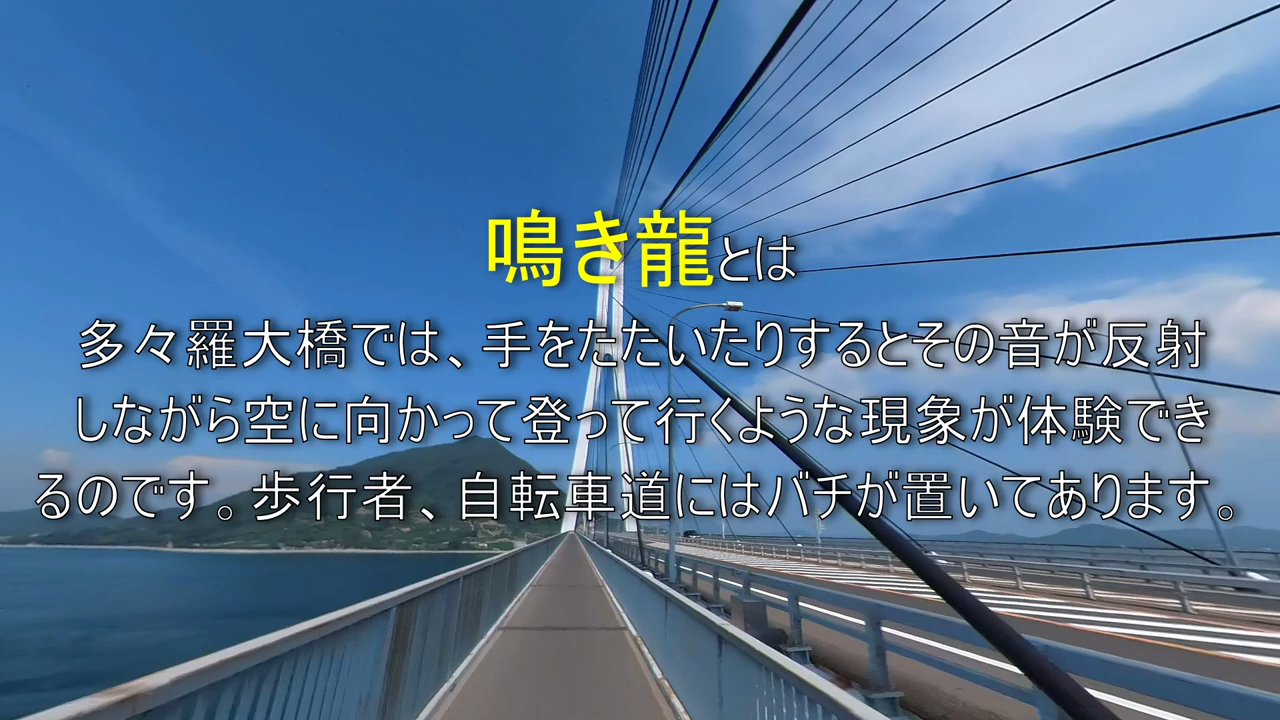 鳴き龍とは
多々羅大橋では、手をたたいたりするとその音が反射
しながら空に向かって登って行くような現象が体験でき
るのです。歩行者、自転車道にはバチが置いてあります。